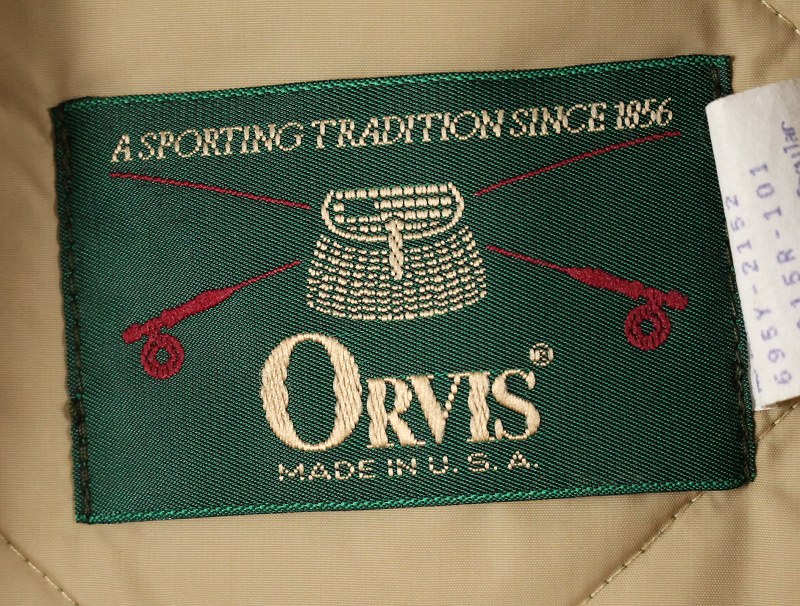 A SPORTING TRADITION SINCE 1856
ORVIS®
MADE IN U.S.A.
695Y-2152